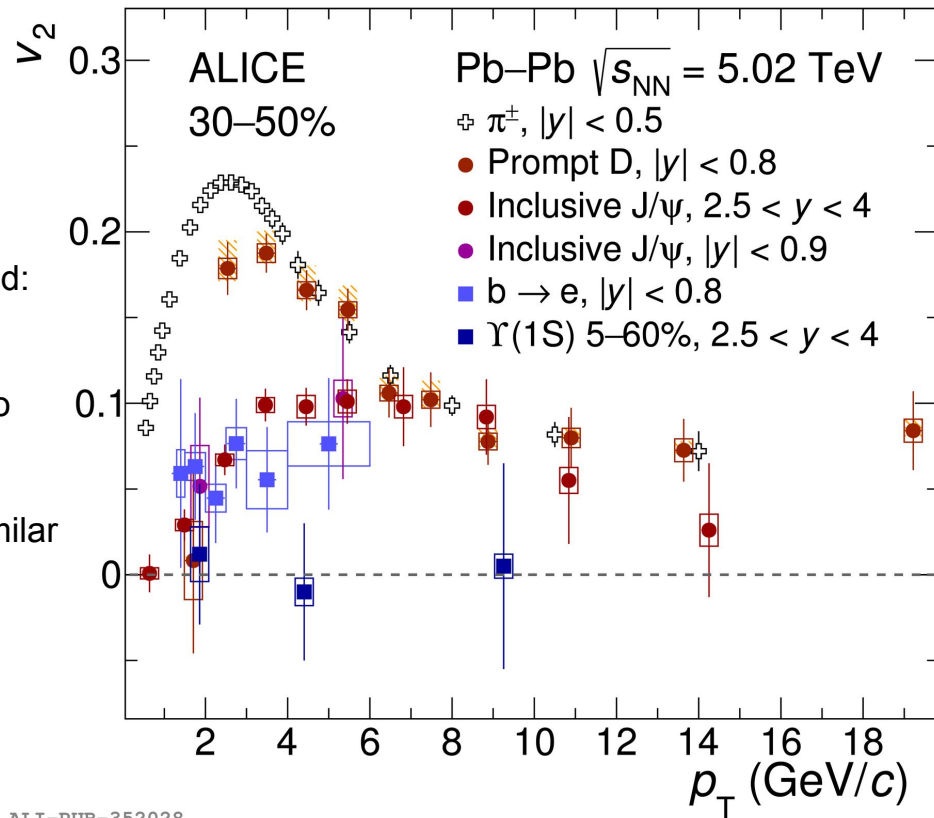 v2
0.3
ALICE
30–50%
Pb–Pb √sNN = 5.02 TeV
π±, |y| < 0.5
Prompt D, |y| < 0.8
Inclusive J/ψ, 2.5 < y < 4
Inclusive J/ψ, |y| < 0.9
b → e, |y| < 0.8
ϒ(1S) 5–60%, 2.5 < y < 4
0.2
d:
0.1
milar
0
2 4 6 8 10 12 14 16 18
pT (GeV/c)